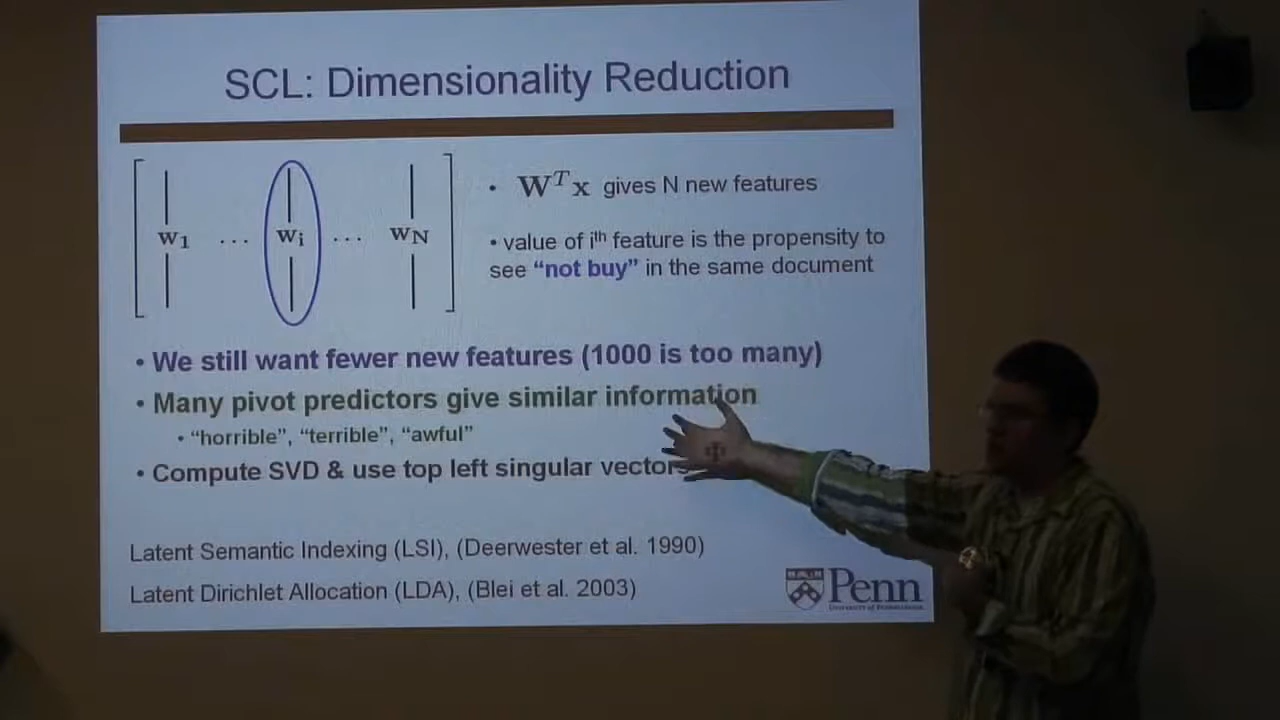 SCL: Dimensionality Reduction
w₁ ... wᵢ ... w_N
• Wᵀx gives N new features
• value of iᵗʰ feature is the propensity to
see “not buy” in the same document
• We still want fewer new features (1000 is too many)
• Many pivot predictors give similar information
• “horrible”, “terrible”, “awful”
• Compute SVD & use top left singular vectors Φ
Latent Semantic Indexing (LSI), (Deerwester et al. 1990)
Latent Dirichlet Allocation (LDA), (Blei et al. 2003)
Penn
University of Pennsylvania